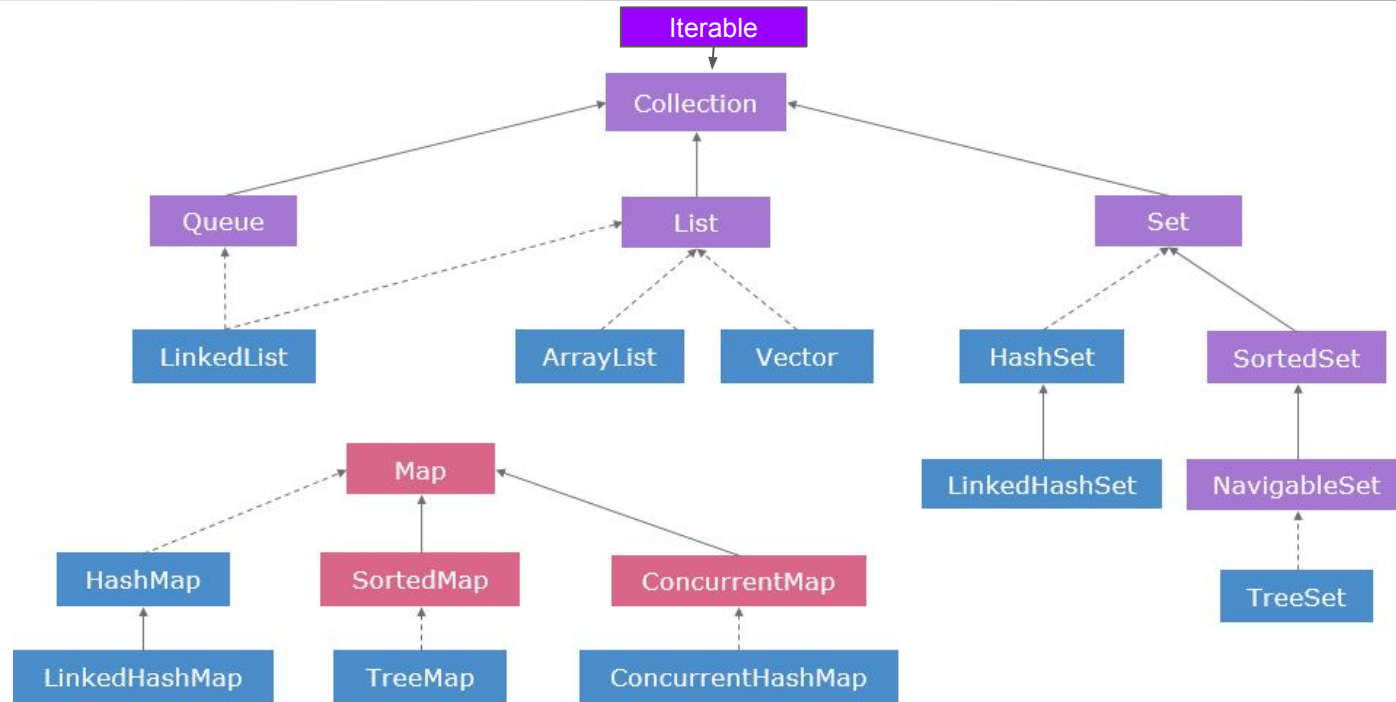 Iterable
Collection
Queue
List
Set
LinkedList
ArrayList
Vector
HashSet
SortedSet
Map
LinkedHashSet
NavigableSet
HashMap
SortedMap
ConcurrentMap
TreeSet
LinkedHashMap
TreeMap
ConcurrentHashMap